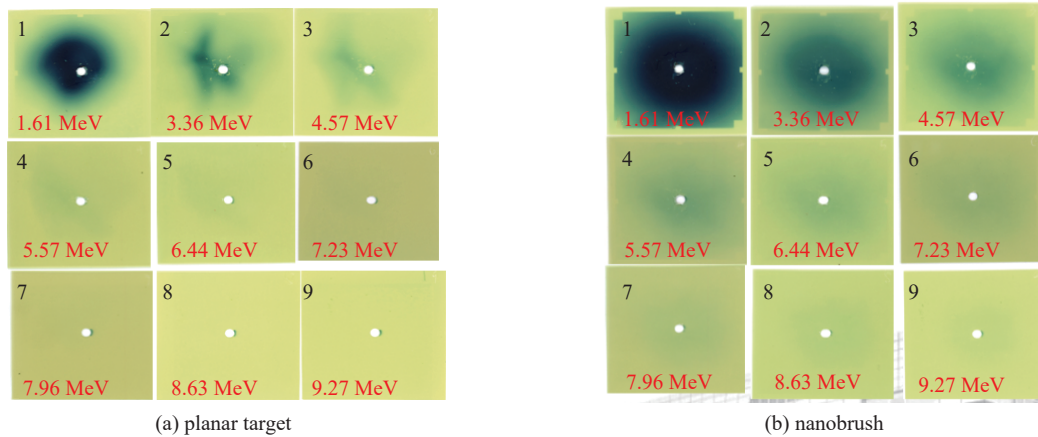 1
2
3
1.61 MeV
3.36 MeV
4.57 MeV
4
5
6
5.57 MeV
6.44 MeV
7.23 MeV
7
8
9
7.96 MeV
8.63 MeV
9.27 MeV
(a) planar target
1
2
3
1.61 MeV
3.36 MeV
4.57 MeV
4
5
6
5.57 MeV
6.44 MeV
7.23 MeV
7
8
9
7.96 MeV
8.63 MeV
9.27 MeV
(b) nanobrush